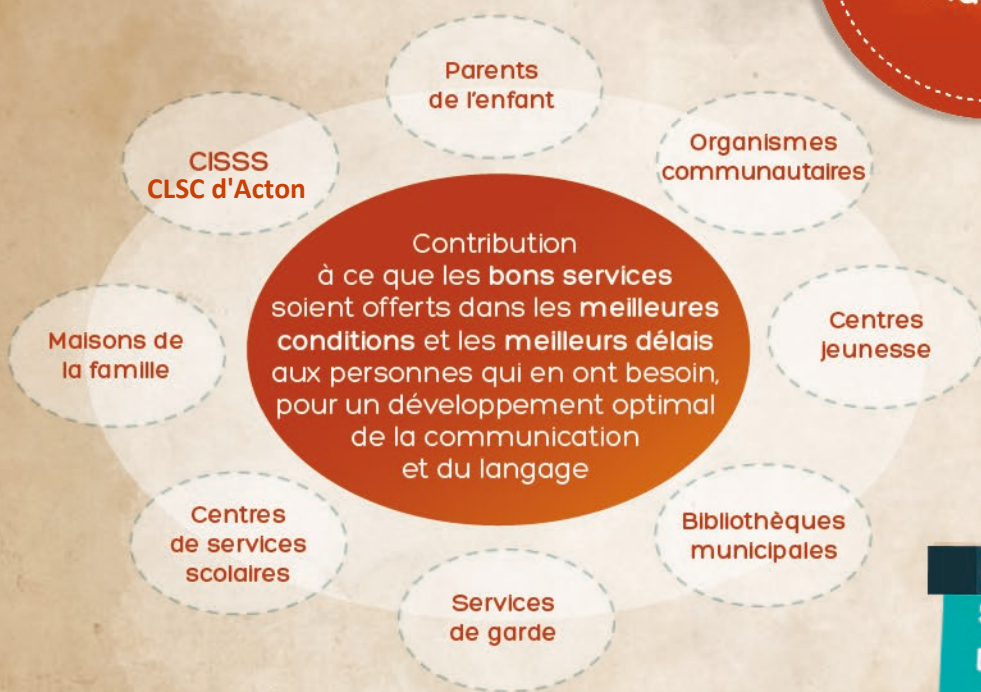 Parents
de l'enfant
Organismes
communautaires
Centres
jeunesse
Bibliothèques
municipales
Services
de garde
Centres
de services
scolaires
Maisons de
la famille
CISSS
CLSC d'Acton
Contribution
à ce que les bons services
soient offerts dans les meilleures
conditions et les meilleurs délais
aux personnes qui en ont besoin,
pour un développement optimal
de la communication
et du langage